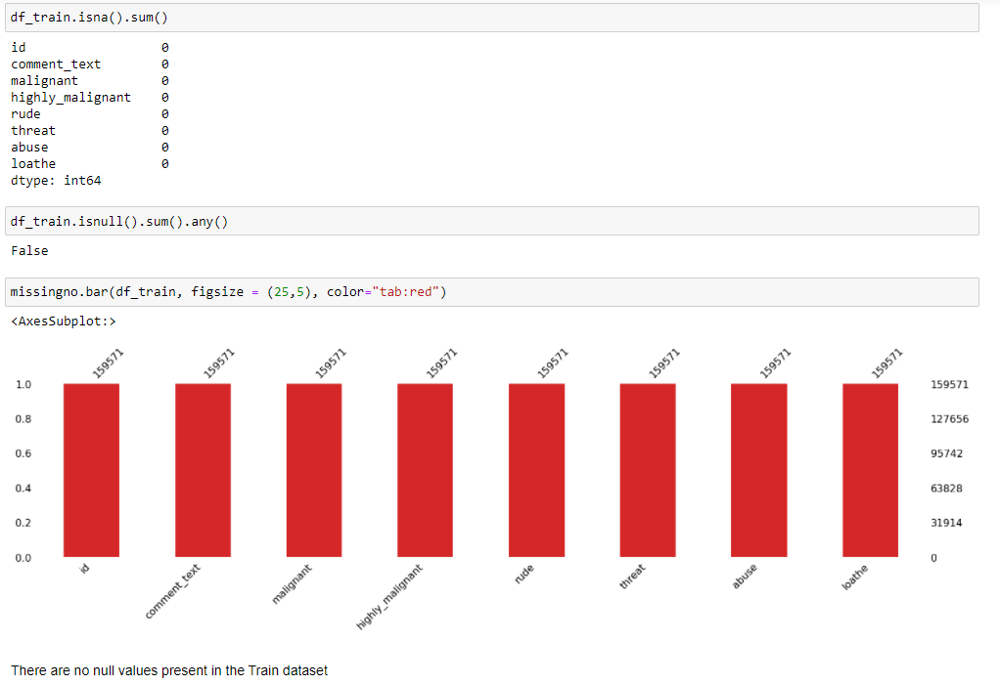 df_train.isna().sum()
id 0
comment_text 0
malignant 0
highly_malignant 0
rude 0
threat 0
abuse 0
loathe 0
dtype: int64
df_train.isnull().sum().any()
False
missingno.bar(df_train, figsize = (25,5), color="tab:red")
<AxesSubplot:>
159571 159571 159571 159571 159571 159571 159571 159571
1.0 159571
0.8 127656
0.6 95742
0.4 63828
0.2 31914
0.0 0
id comment_text malignant highly_malignant rude threat abuse loathe
There are no null values present in the Train dataset